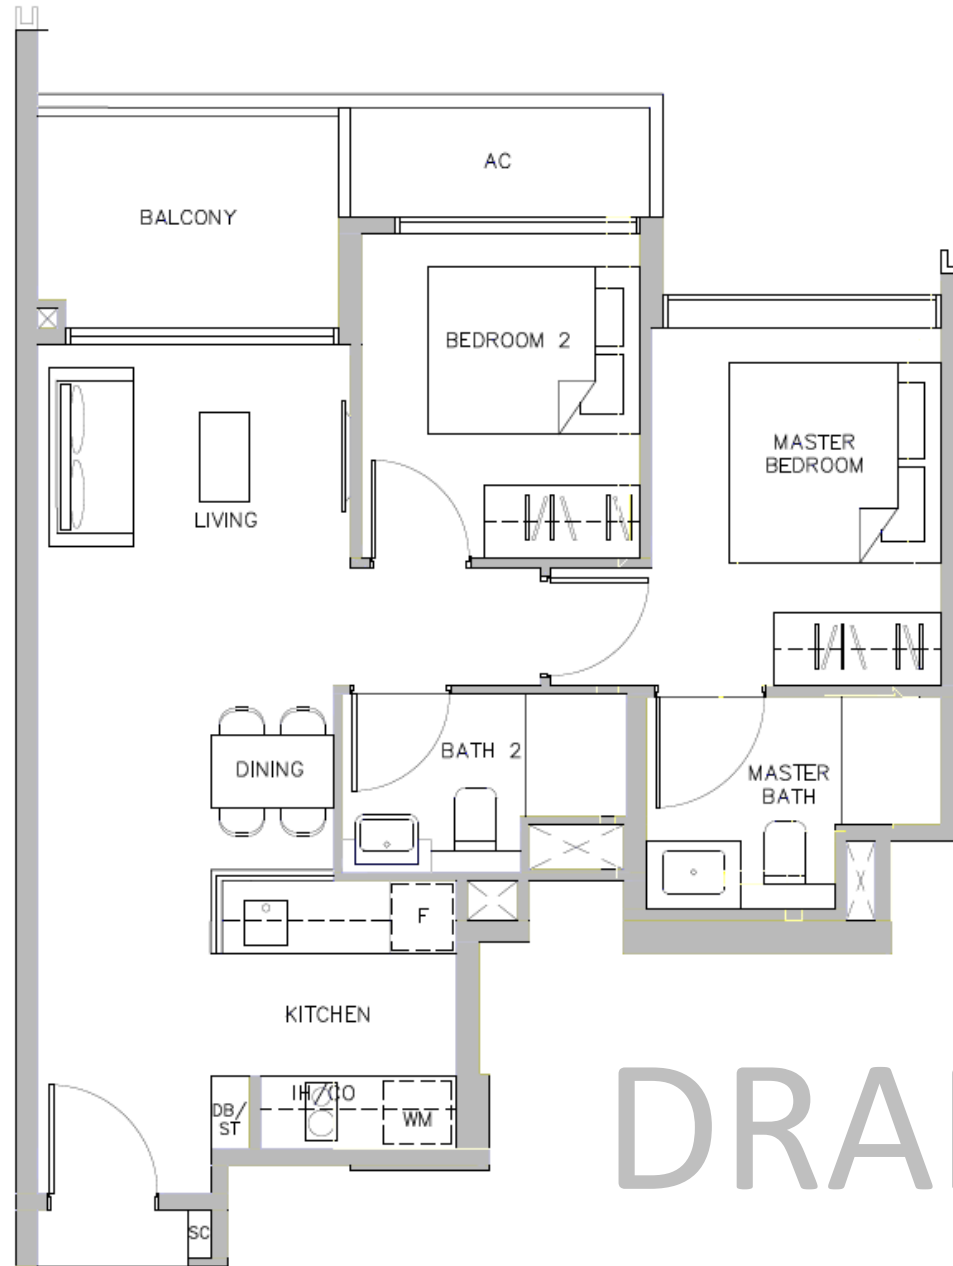 AC
BALCONY
BEDROOM 2
MASTER
BEDROOM
LIVING
BATH 2
DINING
MASTER
BATH
F
KITCHEN
IH/CO
DB/
ST
WM
SC